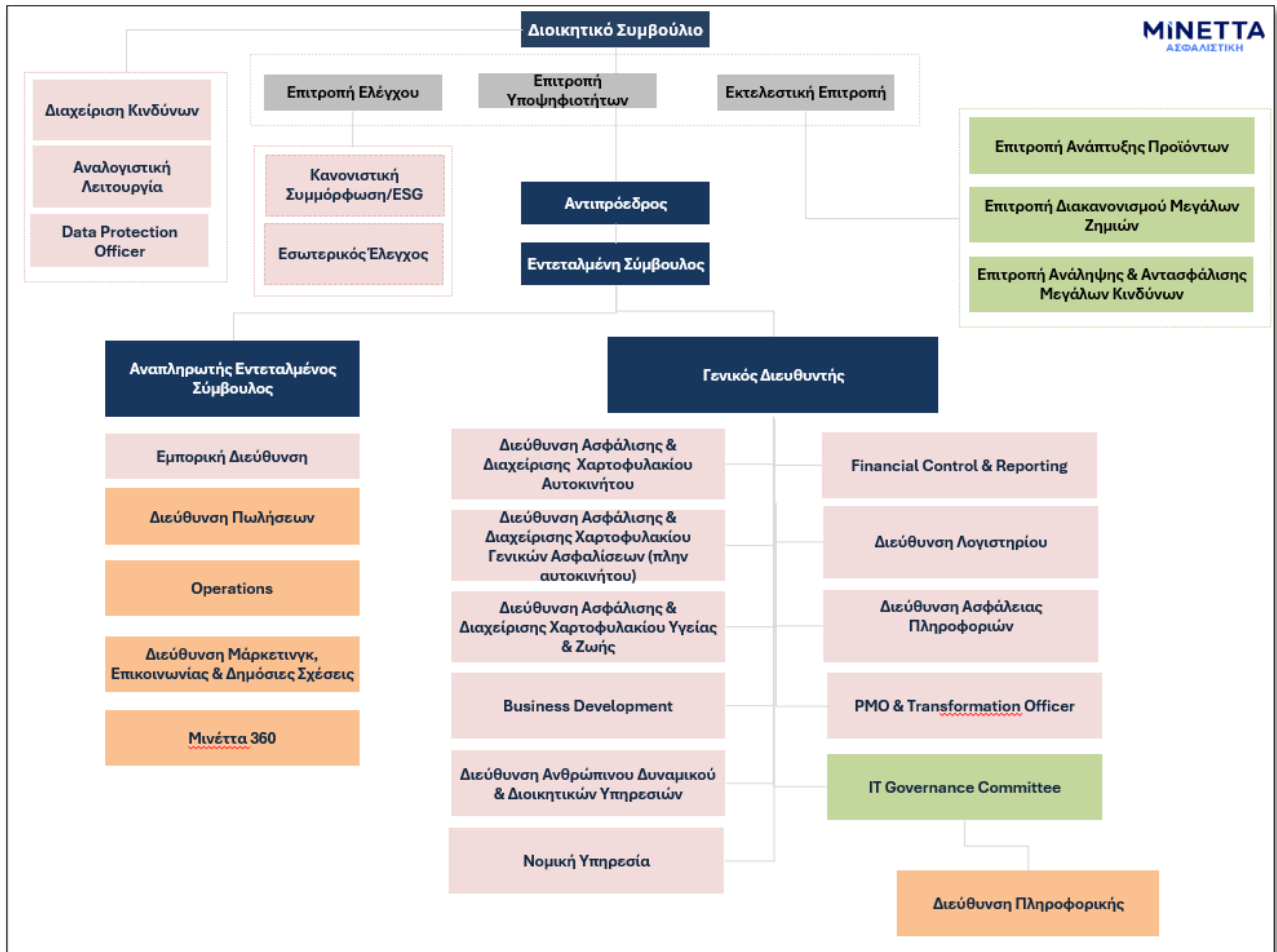 Διοικητικό Συμβούλιο
MINETTA
ΑΣΦΑΛΙΣΤΙΚΗ
Διαχείριση Κινδύνων
Αναλογιστική
Λειτουργία
Data Protection
Officer
Επιτροπή Ελέγχου
Επιτροπή
Υποψηφιοτήτων
Εκτελεστική Επιτροπή
Κανονιστική
Συμμόρφωση/ESG
Εσωτερικός Έλεγχος
Αντιπρόεδρος
Εντεταλμένη Σύμβουλος
Επιτροπή Ανάπτυξης Προϊόντων
Επιτροπή Διακανονισμού Μεγάλων
Ζημιών
Επιτροπή Ανάληψης & Αντασφάλισης
Μεγάλων Κινδύνων
Αναπληρωτής Εντεταλμένος
Σύμβουλος
Εμπορική Διεύθυνση
Διεύθυνση Πωλήσεων
Operations
Διεύθυνση Μάρκετινγκ,
Επικοινωνίας & Δημόσιες Σχέσεις
Μινέττα 360
Γενικός Διευθυντής
Διεύθυνση Ασφάλισης &
Διαχείρισης Χαρτοφυλακίου
Αυτοκινήτου
Διεύθυνση Ασφάλισης &
Διαχείρισης Χαρτοφυλακίου
Γενικών Ασφαλίσεων (πλην
αυτοκινήτου)
Διεύθυνση Ασφάλισης &
Διαχείρισης Χαρτοφυλακίου Υγείας
& Ζωής
Business Development
Διεύθυνση Ανθρώπινου Δυναμικού
& Διοικητικών Υπηρεσιών
Νομική Υπηρεσία
Financial Control & Reporting
Διεύθυνση Λογιστηρίου
Διεύθυνση Ασφάλειας
Πληροφοριών
PMO & Transformation Officer
IT Governance Committee
Διεύθυνση Πληροφορικής